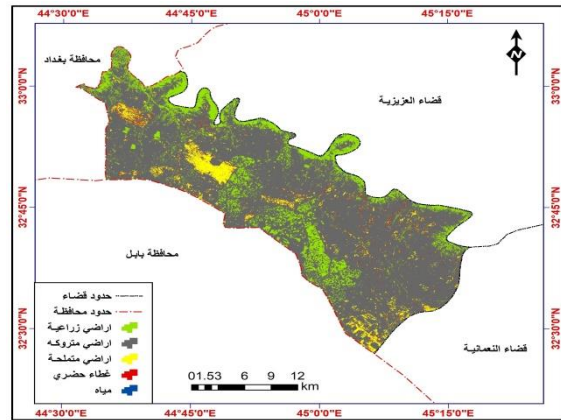 44°30'0"E 44°45'0"E 45°0'0"E 45°15'0"E
محافظة بغداد
N
33°0'0"N 33°0'0"N
قضاء العزيزية
32°45'0"N 32°45'0"N
محافظة بابل
حدود قضاء
حدود محافظة
اراضي زراعية
اراضي متروكه
اراضي متملحة
غطاء حضري
مياه
32°30'0"N 32°30'0"N
قضاء النعمانية
0 1.5 3 6 9 12
km
44°30'0"E 44°45'0"E 45°0'0"E 45°15'0"E